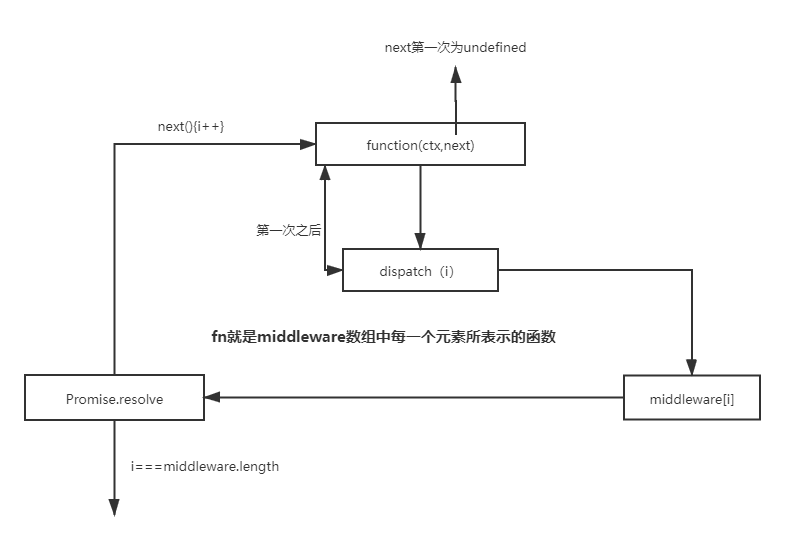 next第一次为undefined
next(){i++}
function(ctx,next)
第一次之后
dispatch（i）
fn就是middleware数组中每一个元素所表示的函数
Promise.resolve
middleware[i]
i===middleware.length